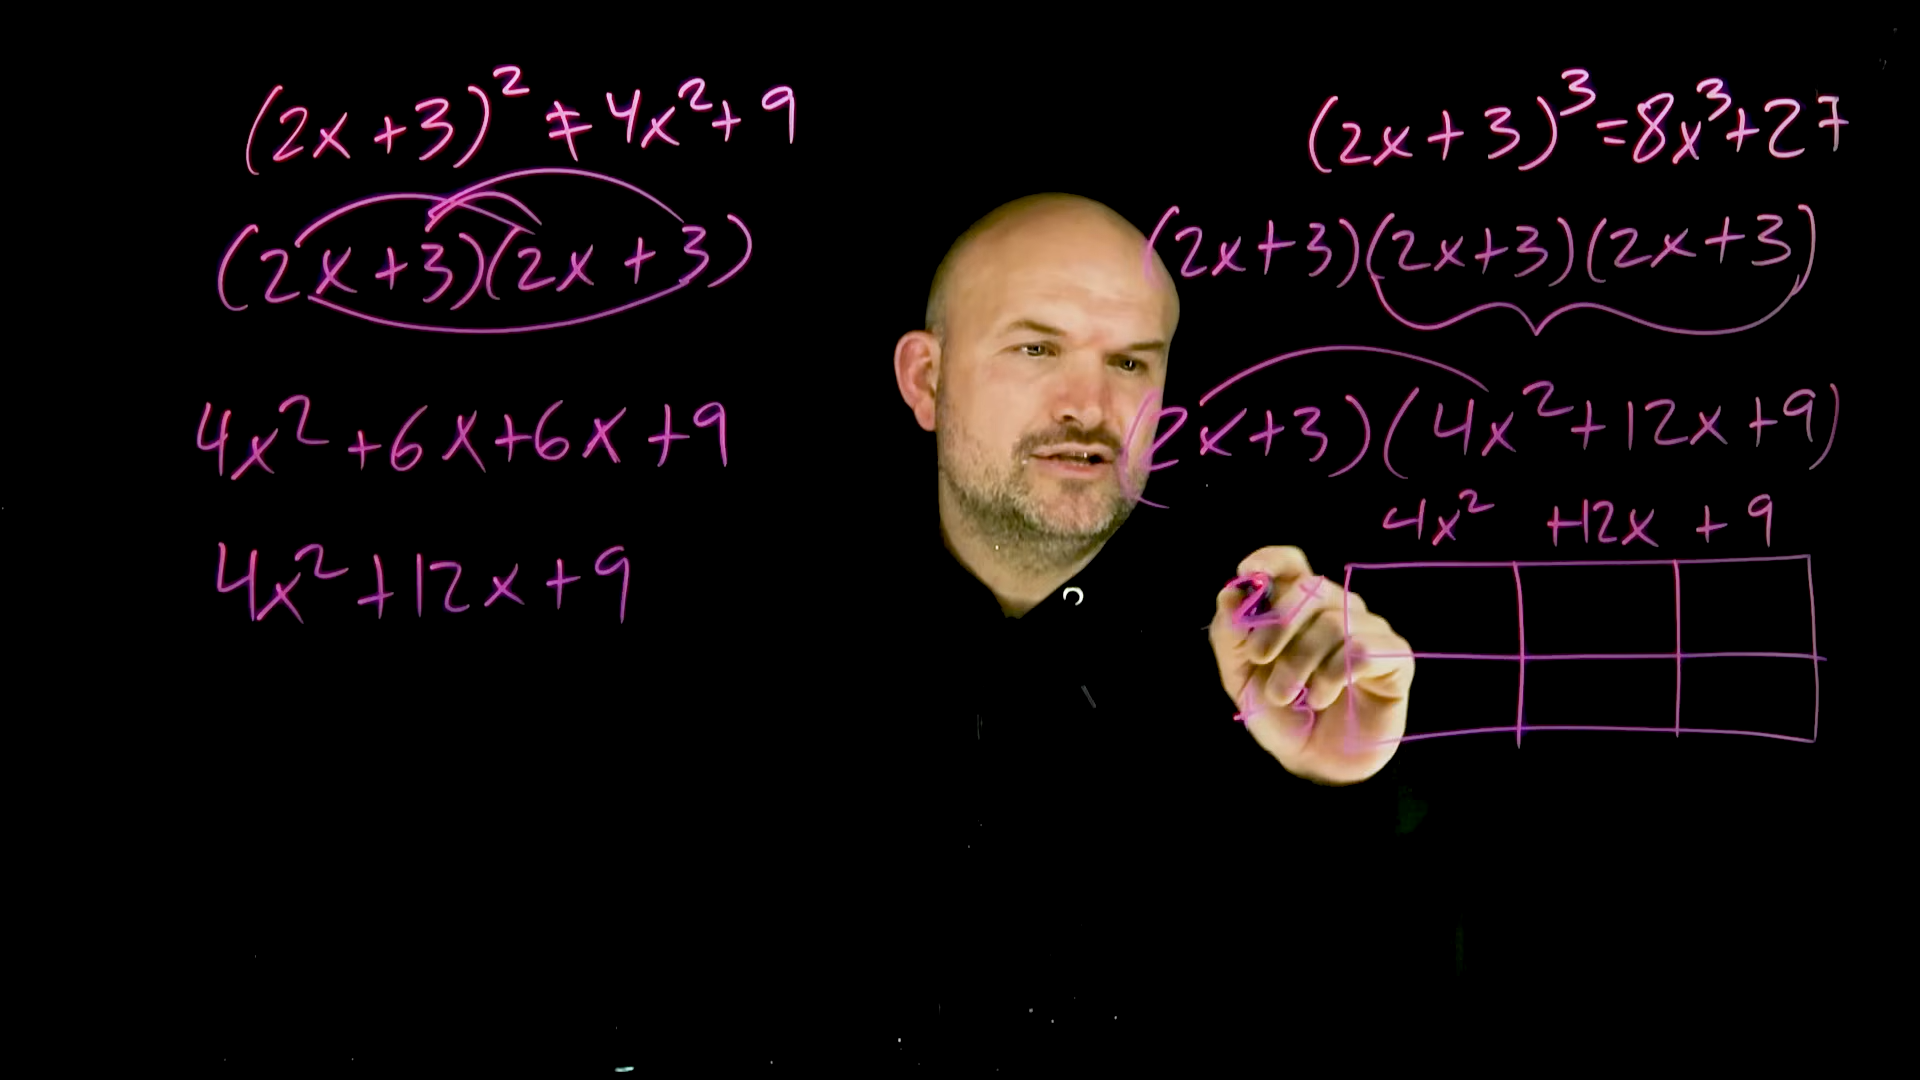 (2x+3)² ≠ 4x²+9
(2x+3)(2x+3)
4x²+6x+6x+9
4x²+12x+9
(2x+3)³=8x³+27
(2x+3)(2x+3)(2x+3)
(2x+3)(4x²+12x+9)
4x² +12x +9
2x
+3